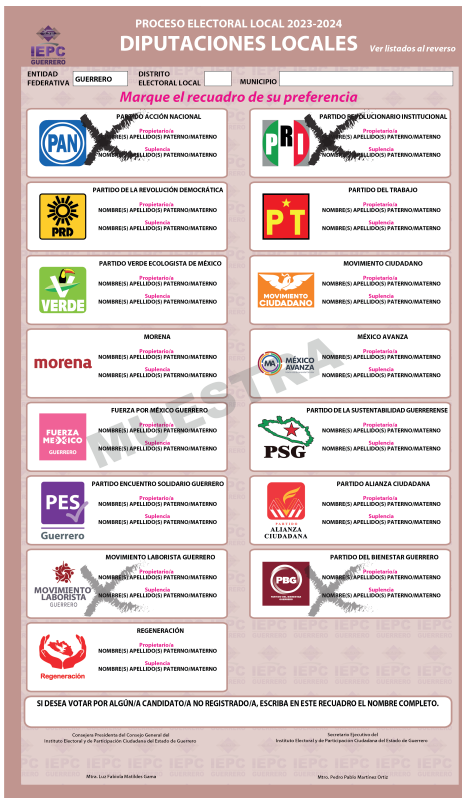 PROCESO ELECTORAL LOCAL 2023-2024
DIPUTACIONES LOCALES
Ver listados al reverso
IEPC
GUERRERO
ENTIDAD
FEDERATIVA
GUERRERO
DISTRITO
ELECTORAL LOCAL
MUNICIPIO
Marque el recuadro de su preferencia
PAN
PARTIDO ACCIÓN NACIONAL
Propietario/a
NOMBRE(S) APELLIDO(S) PATERNO/MATERNO
Suplencia
NOMBRE(S) APELLIDO(S) PATERNO/MATERNO
PRI
PARTIDO REVOLUCIONARIO INSTITUCIONAL
Propietario/a
NOMBRE(S) APELLIDO(S) PATERNO/MATERNO
Suplencia
NOMBRE(S) APELLIDO(S) PATERNO/MATERNO
PRD
PARTIDO DE LA REVOLUCIÓN DEMOCRÁTICA
Propietario/a
NOMBRE(S) APELLIDO(S) PATERNO/MATERNO
Suplencia
NOMBRE(S) APELLIDO(S) PATERNO/MATERNO
PT
PARTIDO DEL TRABAJO
Propietario/a
NOMBRE(S) APELLIDO(S) PATERNO/MATERNO
Suplencia
NOMBRE(S) APELLIDO(S) PATERNO/MATERNO
VERDE
PARTIDO VERDE ECOLOGISTA DE MÉXICO
Propietario/a
NOMBRE(S) APELLIDO(S) PATERNO/MATERNO
Suplencia
NOMBRE(S) APELLIDO(S) PATERNO/MATERNO
MOVIMIENTO
CIUDADANO
MOVIMIENTO CIUDADANO
Propietario/a
NOMBRE(S) APELLIDO(S) PATERNO/MATERNO
Suplencia
NOMBRE(S) APELLIDO(S) PATERNO/MATERNO
morena
MORENA
Propietario/a
NOMBRE(S) APELLIDO(S) PATERNO/MATERNO
Suplencia
NOMBRE(S) APELLIDO(S) PATERNO/MATERNO
MA
MÉXICO
AVANZA
MÉXICO AVANZA
Propietario/a
NOMBRE(S) APELLIDO(S) PATERNO/MATERNO
Suplencia
NOMBRE(S) APELLIDO(S) PATERNO/MATERNO
MUESTRA
FUERZA
MEXICO
GUERRERO
FUERZA POR MÉXICO GUERRERO
Propietario/a
NOMBRE(S) APELLIDO(S) PATERNO/MATERNO
Suplencia
NOMBRE(S) APELLIDO(S) PATERNO/MATERNO
PSG
PARTIDO DE LA SUSTENTABILIDAD GUERRERENSE
Propietario/a
NOMBRE(S) APELLIDO(S) PATERNO/MATERNO
Suplencia
NOMBRE(S) APELLIDO(S) PATERNO/MATERNO
PES
Guerrero
PARTIDO ENCUENTRO SOLIDARIO GUERRERO
Propietario/a
NOMBRE(S) APELLIDO(S) PATERNO/MATERNO
Suplencia
NOMBRE(S) APELLIDO(S) PATERNO/MATERNO
PARTIDO
ALIANZA
CIUDADANA
PARTIDO ALIANZA CIUDADANA
Propietario/a
NOMBRE(S) APELLIDO(S) PATERNO/MATERNO
Suplencia
NOMBRE(S) APELLIDO(S) PATERNO/MATERNO
MOVIMIENTO
LABORISTA
GUERRERO
MOVIMIENTO LABORISTA GUERRERO
Propietario/a
NOMBRE(S) APELLIDO(S) PATERNO/MATERNO
Suplencia
NOMBRE(S) APELLIDO(S) PATERNO/MATERNO
PBG
PARTIDO DEL BIENESTAR GUERRERO
Propietario/a
NOMBRE(S) APELLIDO(S) PATERNO/MATERNO
Suplencia
NOMBRE(S) APELLIDO(S) PATERNO/MATERNO
Regeneración
REGENERACIÓN
Propietario/a
NOMBRE(S) APELLIDO(S) PATERNO/MATERNO
Suplencia
NOMBRE(S) APELLIDO(S) PATERNO/MATERNO
SI DESEA VOTAR POR ALGÚN/A CANDIDATO/A NO REGISTRADO/A, ESCRIBA EN ESTE RECUADRO EL NOMBRE COMPLETO.
Consejera Presidenta del Consejo General del
Instituto Electoral y de Participación Ciudadana del Estado de Guerrero
Mtra. Luz Fabiola Matildes Gama
Secretario Ejecutivo del
Instituto Electoral y de Participación Ciudadana del Estado de Guerrero
Mtro. Pedro Pablo Martínez Ortiz